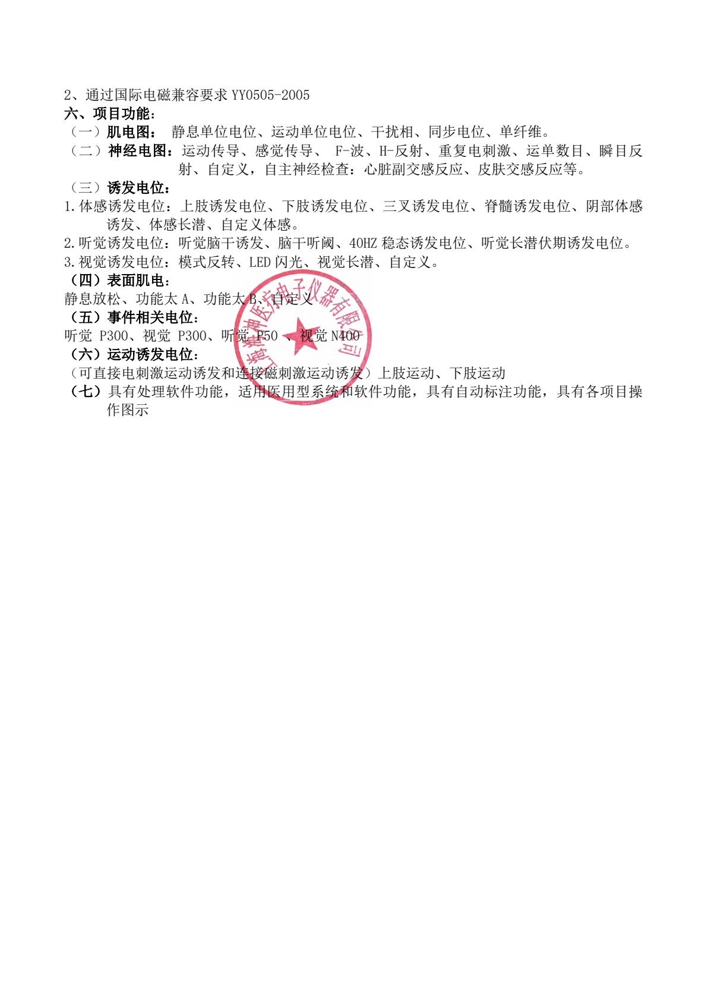 2、通过国际电磁兼容要求 YY0505-2005
六、项目功能：
（一）肌电图： 静息单位电位、运动单位电位、干扰相、同步电位、单纤维。
（二）神经电图：运动传导、感觉传导、 F-波、H-反射、重复电刺激、运单数目、瞬目反
射、自定义，自主神经检查：心脏副交感反应、皮肤交感反应等。
（三）诱发电位：
1.体感诱发电位：上肢诱发电位、下肢诱发电位、三叉诱发电位、脊髓诱发电位、阴部体感
诱发、体感长潜、自定义体感。
2.听觉诱发电位：听觉脑干诱发、脑干听阈、40HZ 稳态诱发电位、听觉长潜伏期诱发电位。
3.视觉诱发电位：模式反转、LED 闪光、视觉长潜、自定义。
（四）表面肌电：
静息放松、功能太 A、功能太 B、自定义
（五）事件相关电位：
听觉 P300、视觉 P300、听觉 P50 、视觉 N400
（六）运动诱发电位：
（可直接电刺激运动诱发和连接磁刺激运动诱发）上肢运动、下肢运动
（七）具有处理软件功能，适用医用型系统和软件功能，具有自动标注功能，具有各项目操
作图示
上海海神医疗电子仪器有限公司